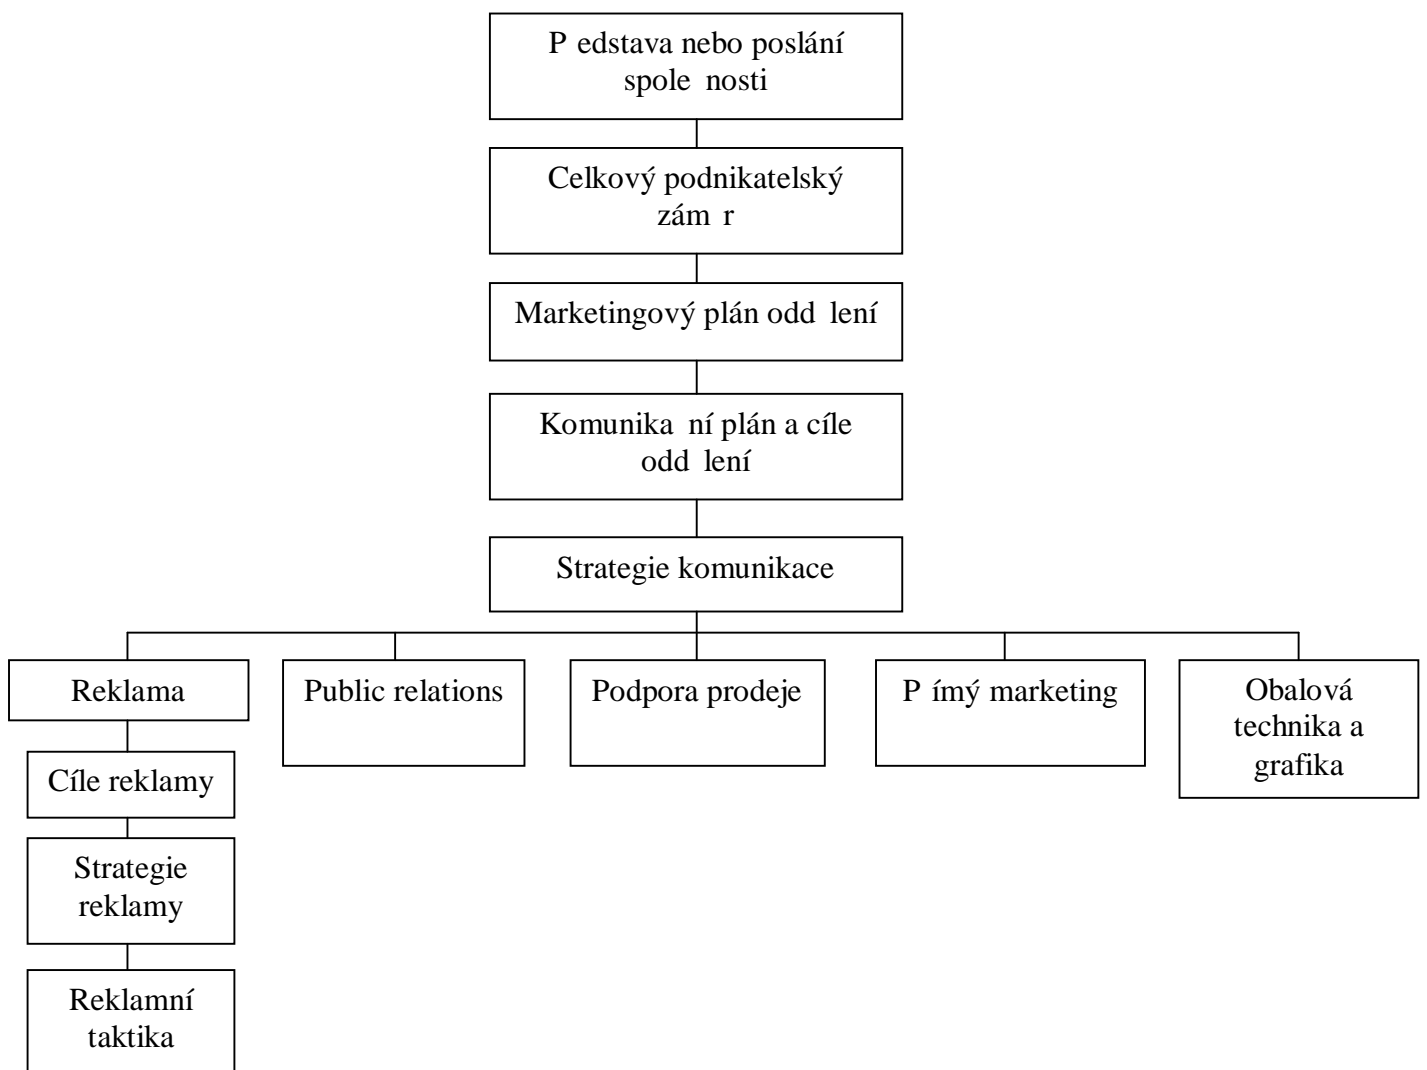 P edstava nebo poslání
spole nosti
Celkový podnikatelský
zám r
Marketingový plán odd lení
Komunika ní plán a cíle
odd lení
Strategie komunikace
Reklama
Public relations
Podpora prodeje
P ímý marketing
Obalová
technika a
grafika
Cíle reklamy
Strategie
reklamy
Reklamní
taktika